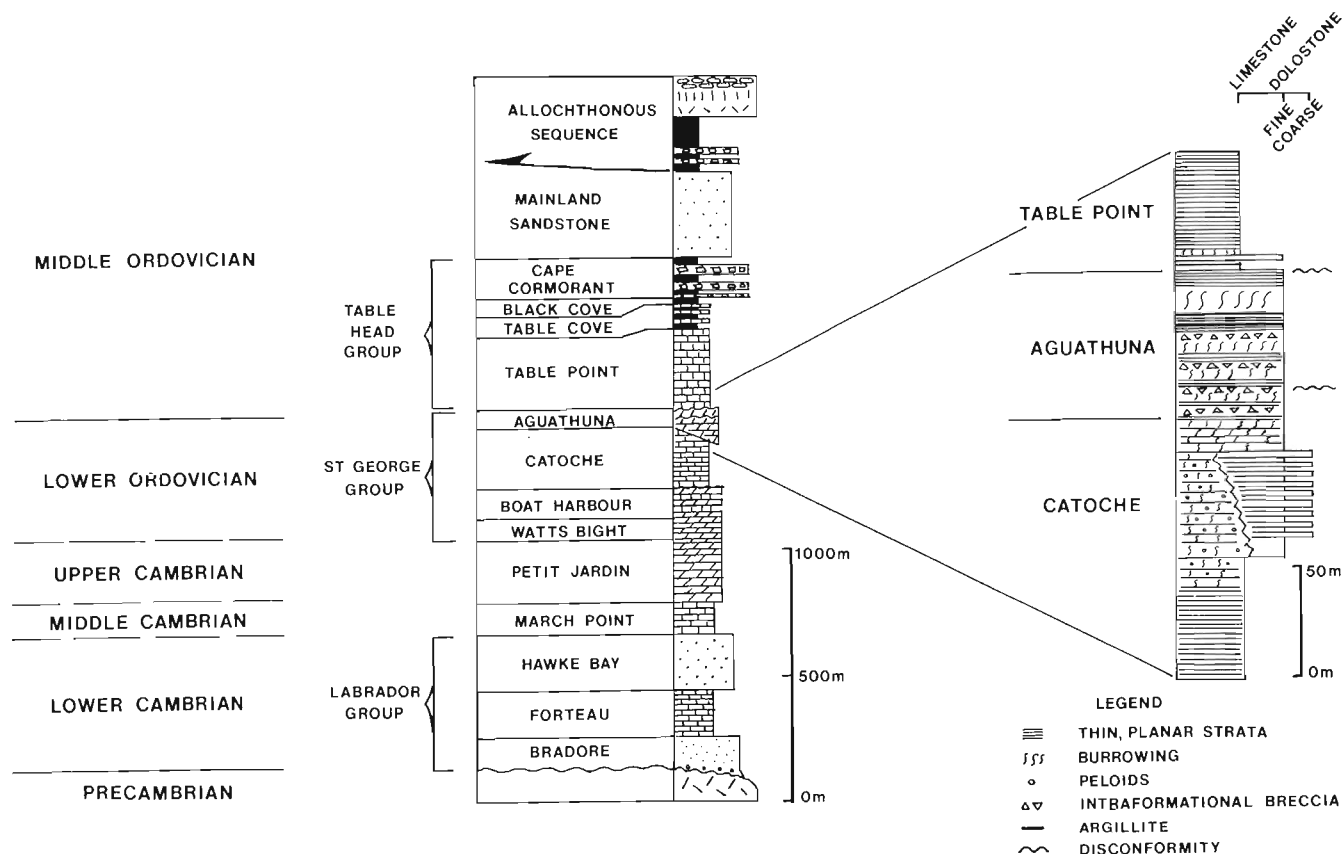 MIDDLE ORDOVICIAN
LOWER ORDOVICIAN
UPPER CAMBRIAN
MIDDLE CAMBRIAN
LOWER CAMBRIAN
PRECAMBRIAN
TABLE
HEAD
GROUP
ST GEORGE
GROUP
LABRADOR
GROUP
ALLOCHTHONOUS
SEQUENCE
MAINLAND
SANDSTONE
CAPE
CORMORANT
BLACK COVE
TABLE COVE
TABLE POINT
AGUATHUNA
CATOCHE
BOAT HARBOUR
WATTS BIGHT
PETIT JARDIN
MARCH POINT
HAWKE BAY
FORTEAU
BRADORE
1000m
500m
0m
LIMESTONE
DOLOSTONE
FINE
COARSE
TABLE POINT
AGUATHUNA
CATOCHE
50m
0m
LEGEND
THIN, PLANAR STRATA
BURROWING
PELOIDS
INTRAFORMATIONAL BRECCIA
ARGILLITE
DISCONFORMITY